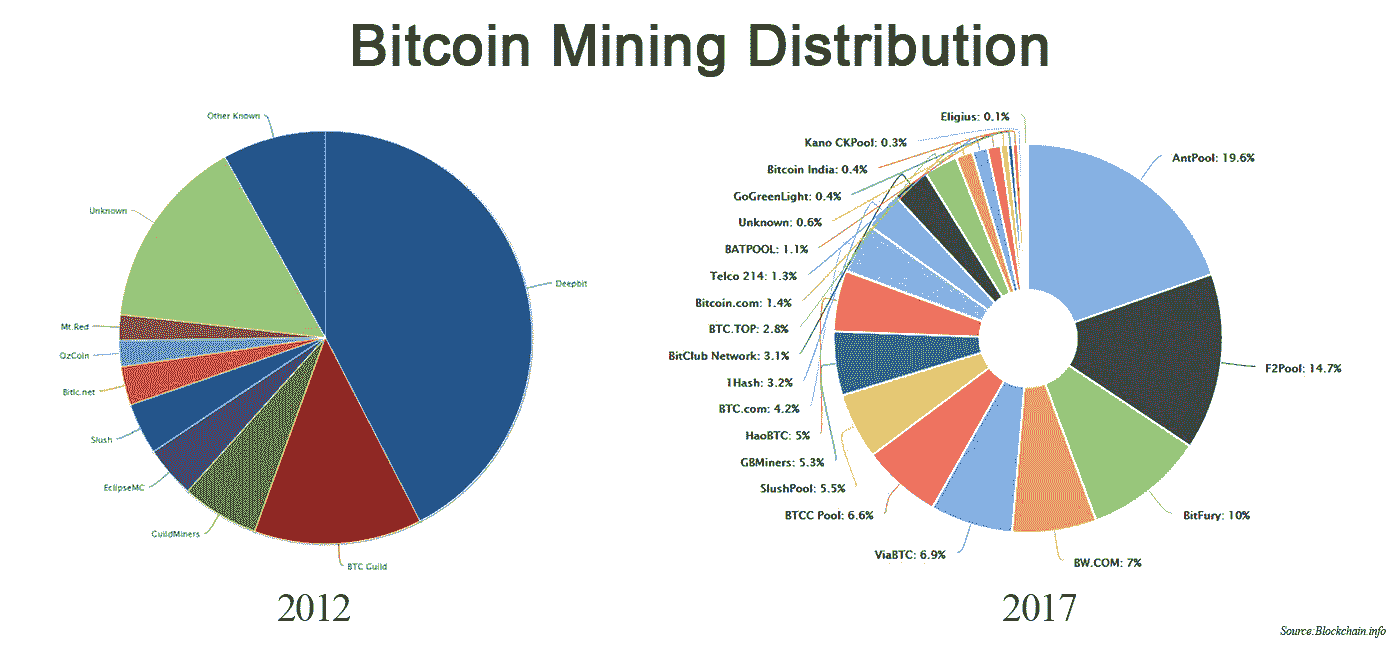 Bitcoin Mining Distribution
Other Known
Unknown
Mt.Red
OzCoin
Bitlc.net
Slush
EclipseMC
GuildMiners
BTC Guild
Deepbit
2012
Eligius: 0.1%
Kano CKPool: 0.3%
Bitcoin India: 0.4%
GoGreenLight: 0.4%
Unknown: 0.6%
BATPOOL: 1.1%
Telco 214: 1.3%
Bitcoin.com: 1.4%
BTC.TOP: 2.8%
BitClub Network: 3.1%
1Hash: 3.2%
BTC.com: 4.2%
HaoBTC: 5%
GBMiners: 5.3%
SlushPool: 5.5%
BTCC Pool: 6.6%
ViaBTC: 6.9%
BW.COM: 7%
BitFury: 10%
F2Pool: 14.7%
AntPool: 19.6%
2017
Source:Blockchain.info